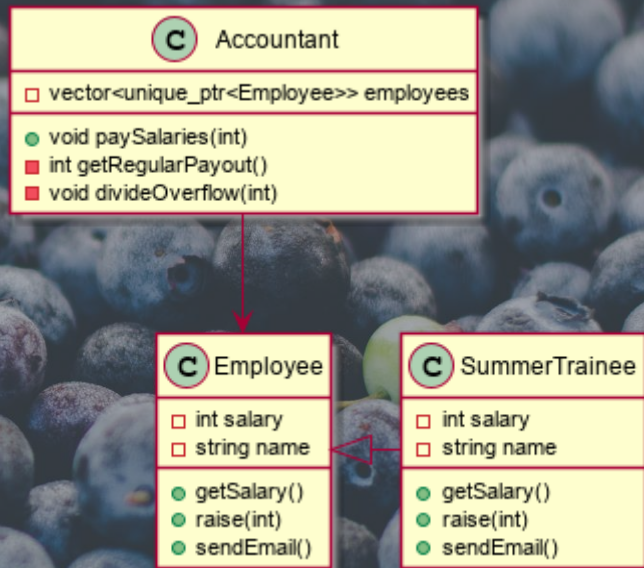 C Accountant
vector<unique_ptr<Employee>> employees
void paySalaries(int)
int getRegularPayout()
void divideOverflow(int)
C Employee
int salary
string name
getSalary()
raise(int)
sendEmail()
C SummerTrainee
int salary
string name
getSalary()
raise(int)
sendEmail()